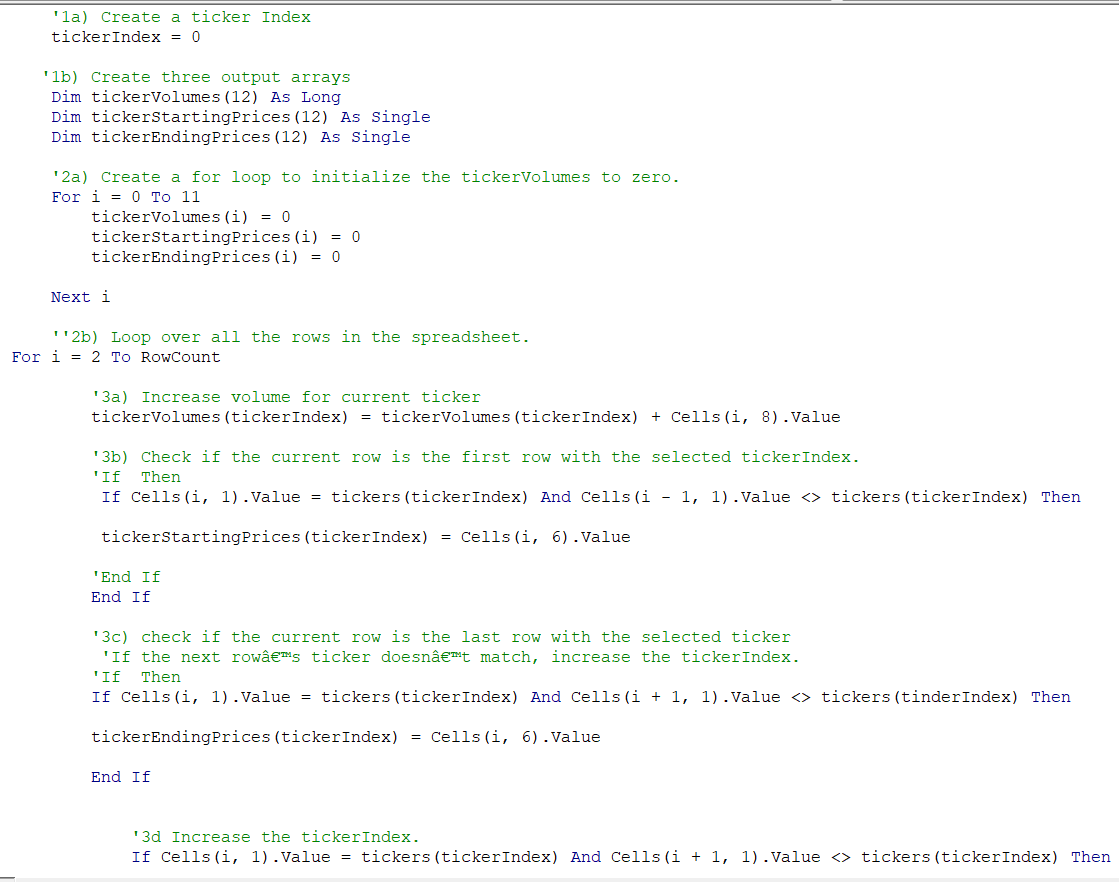 '1a) Create a ticker Index
tickerIndex = 0
'1b) Create three output arrays
Dim tickerVolumes(12) As Long
Dim tickerStartingPrices(12) As Single
Dim tickerEndingPrices(12) As Single
'2a) Create a for loop to initialize the tickerVolumes to zero.
For i = 0 To 11
tickerVolumes(i) = 0
tickerStartingPrices(i) = 0
tickerEndingPrices(i) = 0
Next i
''2b) Loop over all the rows in the spreadsheet.
For i = 2 To RowCount
'3a) Increase volume for current ticker
tickerVolumes(tickerIndex) = tickerVolumes(tickerIndex) + Cells(i, 8).Value
'3b) Check if the current row is the first row with the selected tickerIndex.
'If  Then
If Cells(i, 1).Value = tickers(tickerIndex) And Cells(i - 1, 1).Value <> tickers(tickerIndex) Then
tickerStartingPrices(tickerIndex) = Cells(i, 6).Value
'End If
End If
'3c) check if the current row is the last row with the selected ticker
'If the next rowâ€™s ticker doesnâ€™t match, increase the tickerIndex.
'If  Then
If Cells(i, 1).Value = tickers(tickerIndex) And Cells(i + 1, 1).Value <> tickers(tinderIndex) Then
tickerEndingPrices(tickerIndex) = Cells(i, 6).Value
End If
'3d Increase the tickerIndex.
If Cells(i, 1).Value = tickers(tickerIndex) And Cells(i + 1, 1).Value <> tickers(tickerIndex) Then